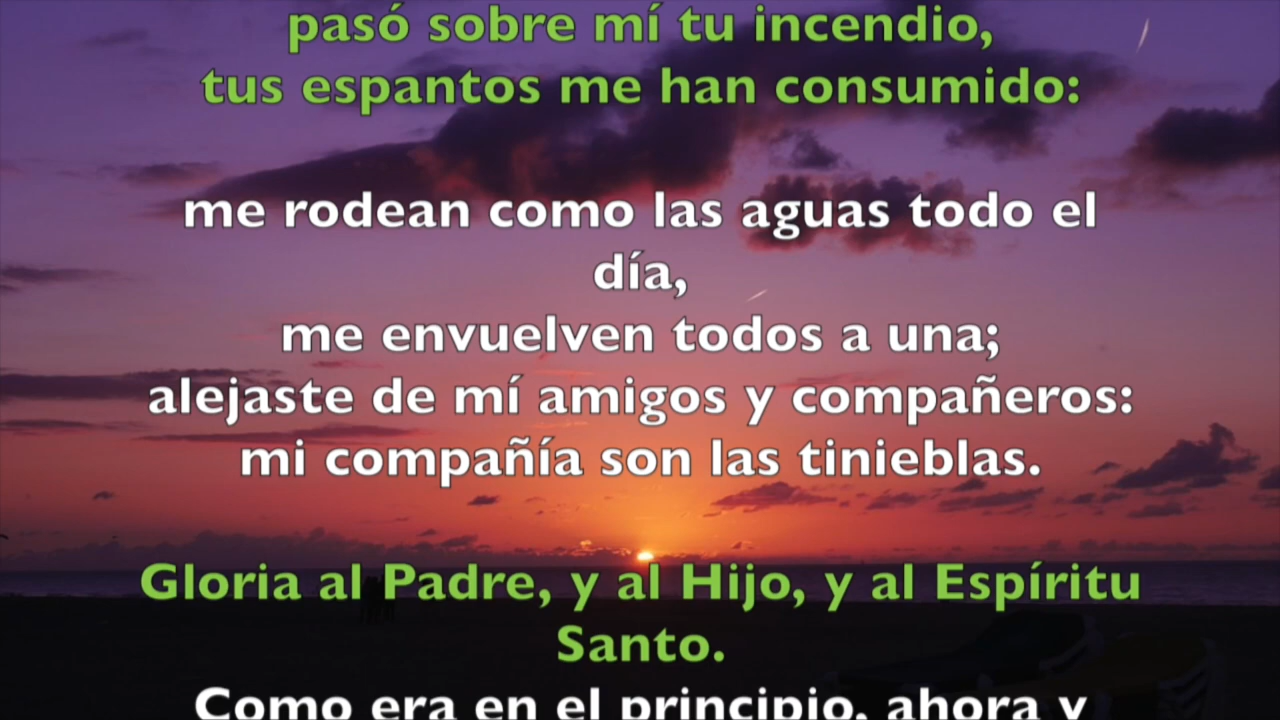 pasó sobre mí tu incendio,
tus espantos me han consumido:
me rodean como las aguas todo el
día,
me envuelven todos a una;
alejaste de mí amigos y compañeros:
mi compañía son las tinieblas.
Gloria al Padre, y al Hijo, y al Espíritu
Santo.
Como era en el principio, ahora y